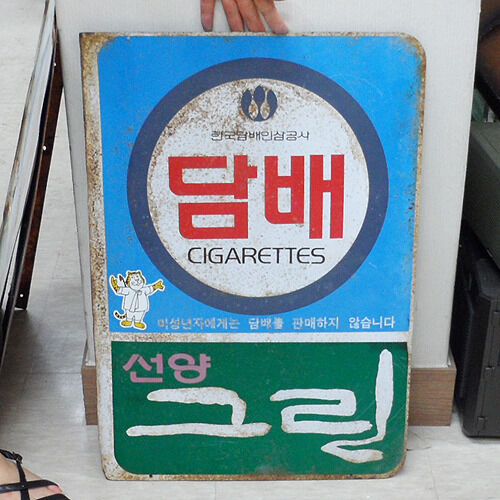 한국담배인삼공사
담배
CIGARETTES
미성년자에게는 담배를 판매하지 않습니다
선양
그린